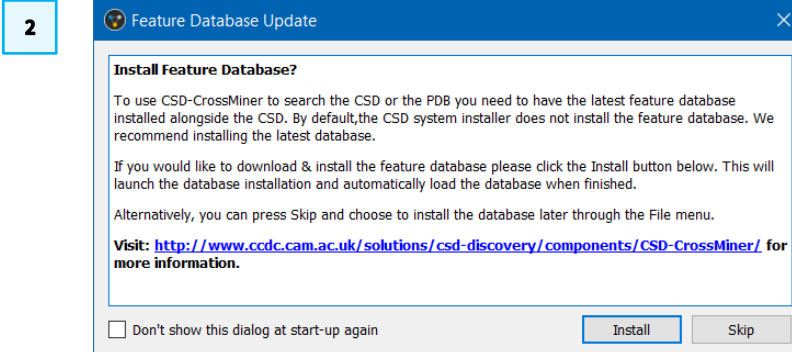 2
Feature Database Update
Install Feature Database?
To use CSD-CrossMiner to search the CSD or the PDB you need to have the latest feature database
installed alongside the CSD. By default,the CSD system installer does not install the feature database. We
recommend installing the latest database.
If you would like to download & install the feature database please click the Install button below. This will
launch the database installation and automatically load the database when finished.
Alternatively, you can press Skip and choose to install the database later through the File menu.
Visit: http://www.ccdc.cam.ac.uk/solutions/csd-discovery/components/CSD-CrossMiner/ for
more information.
Don't show this dialog at start-up again
Install
Skip